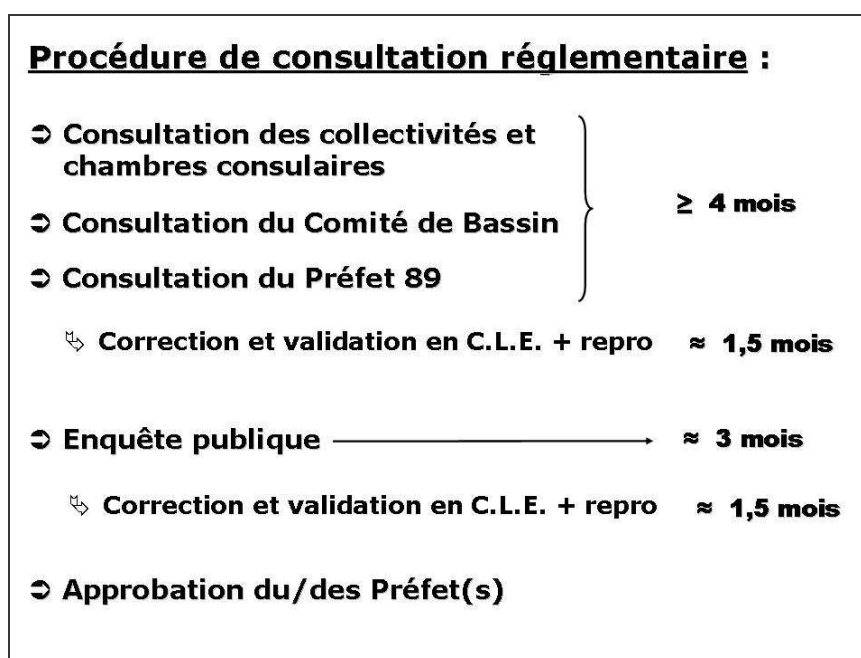 Procédure de consultation réglementaire :
➲ Consultation des collectivités et
chambres consulaires
≥ 4 mois
➲ Consultation du Comité de Bassin
➲ Consultation du Préfet 89
Correction et validation en C.L.E. + repro ≈ 1,5 mois
➲ Enquête publique ≈ 3 mois
Correction et validation en C.L.E. + repro ≈ 1,5 mois
➲ Approbation du/des Préfet(s)